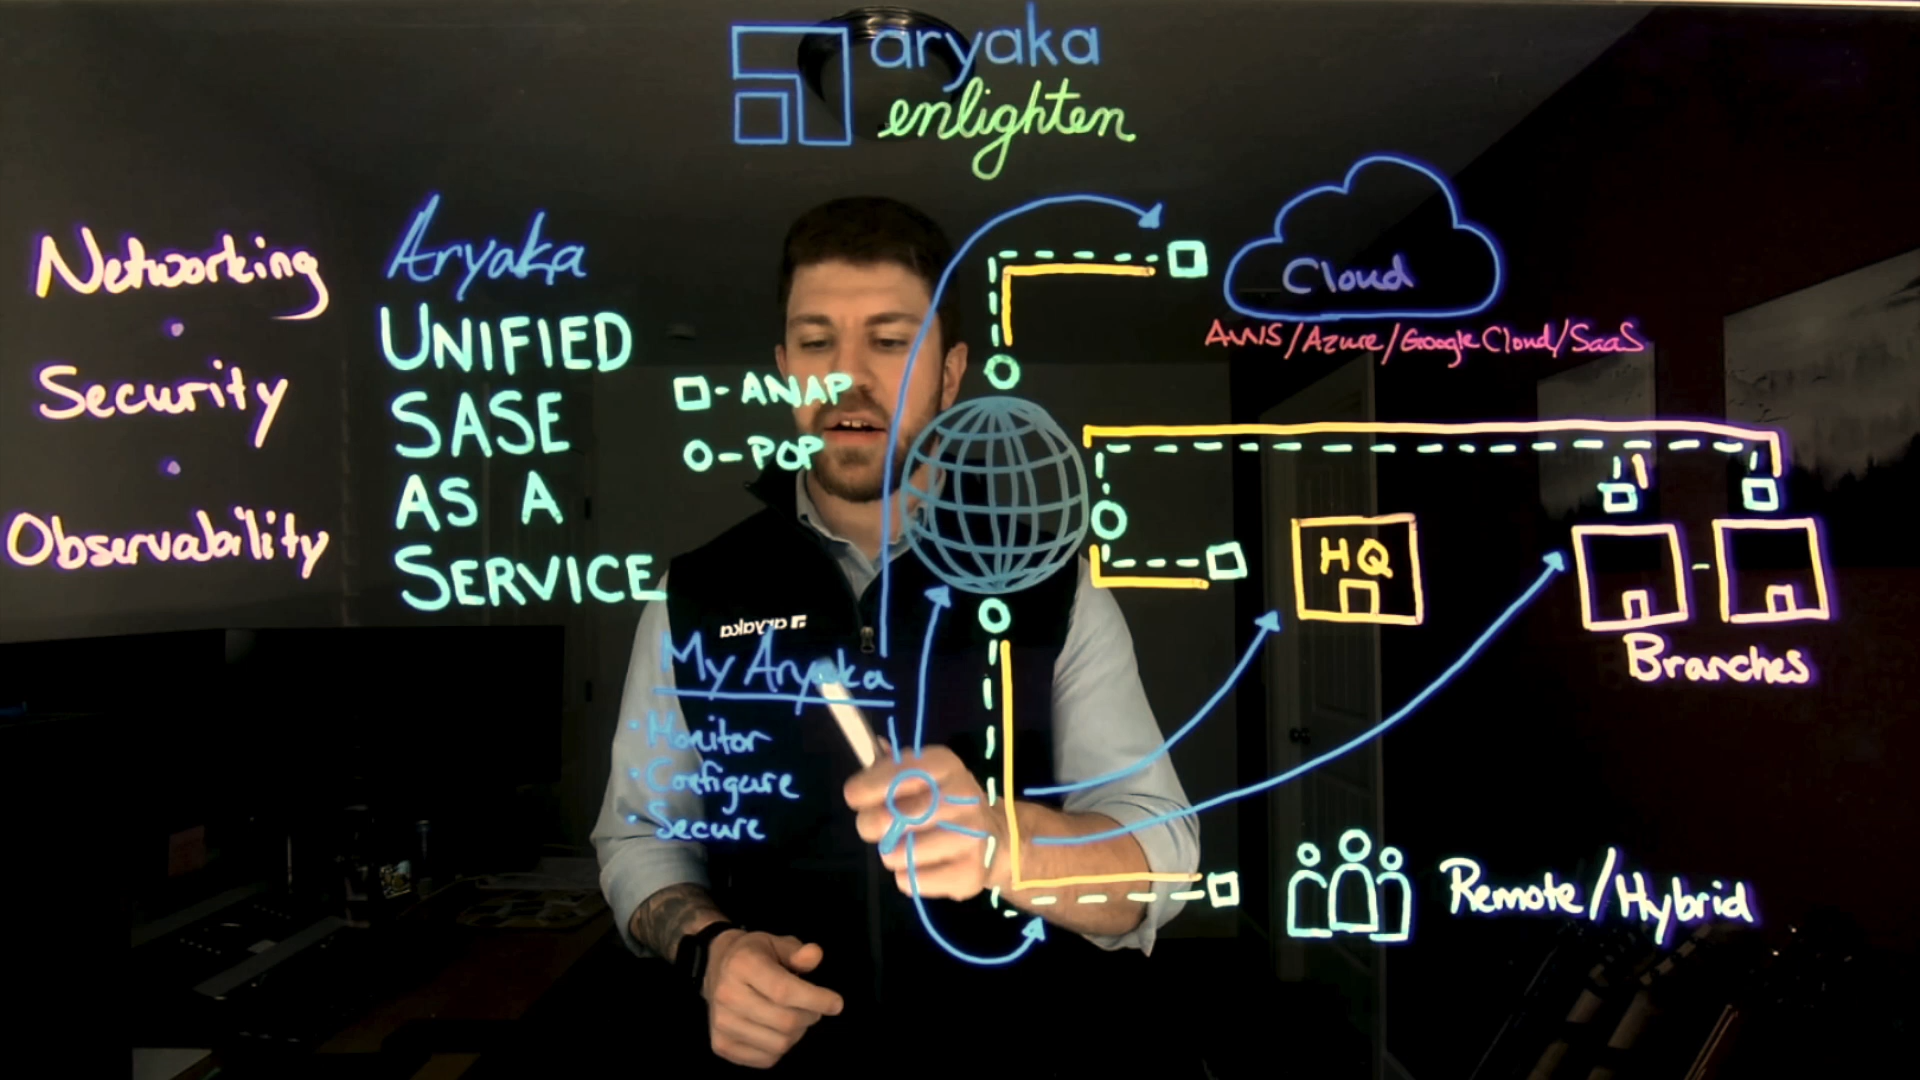 aryaka
enlighten
Networking
Security
Observability
Aryaka
UNIFIED
SASE
AS A
SERVICE
- ANAP
- POP
aryaka
My Aryaka
• Monitor
• Configure
• Secure
Cloud
AWS/Azure/Google Cloud/SaaS
HQ
Branches
Remote/Hybrid